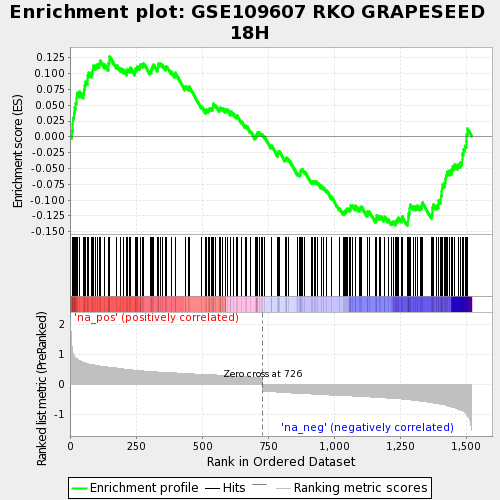 Enrichment plot: GSE109607 RKO GRAPESEED
18H
Enrichment score (ES)
0.125
0.100
0.075
0.050
0.025
0.000
-0.025
-0.050
-0.075
-0.100
-0.125
-0.150
Ranked list metric (PreRanked)
'na_pos' (positively correlated)
2
1
0
-1
Zero cross at 726
'na_neg' (negatively correlated)
0
250
500
750
1,000
1,250
1,500
Rank in Ordered Dataset
Enrichment profile
Hits
Ranking metric scores